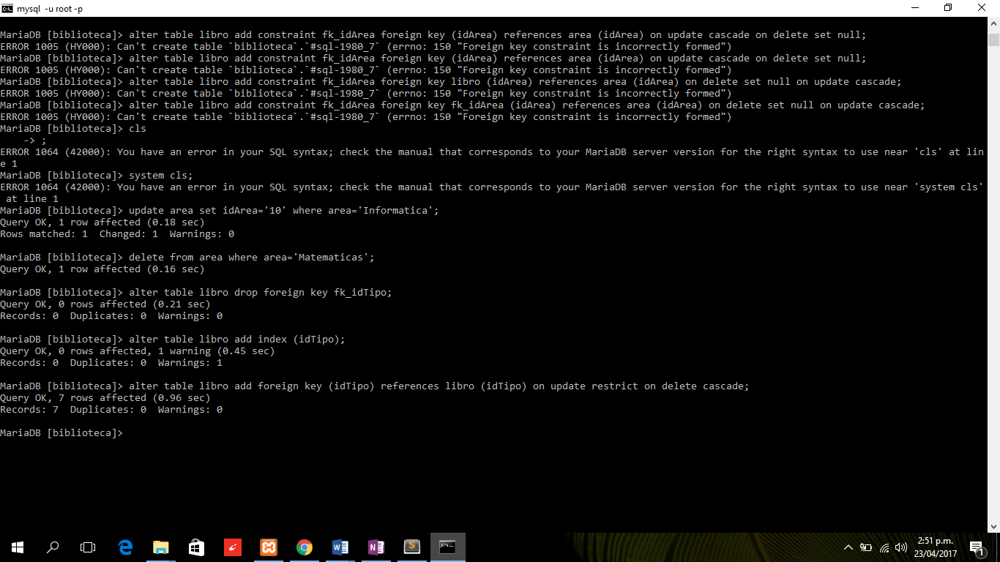 mysql -u root -p
MariaDB [biblioteca]> alter table libro add constraint fk_idArea foreign key (idArea) references area (idArea) on update cascade on delete set null;
ERROR 1005 (HY000): Can't create table `biblioteca`.`#sql-1980_7` (errno: 150 "Foreign key constraint is incorrectly formed")
MariaDB [biblioteca]> alter table libro add constraint fk_idArea foreign key (idArea) references area (idArea) on update cascade on delete set null;
ERROR 1005 (HY000): Can't create table `biblioteca`.`#sql-1980_7` (errno: 150 "Foreign key constraint is incorrectly formed")
MariaDB [biblioteca]> alter table libro add constraint fk_idArea foreign key libro (idArea) references area (idArea) on delete set null on update cascade;
ERROR 1005 (HY000): Can't create table `biblioteca`.`#sql-1980_7` (errno: 150 "Foreign key constraint is incorrectly formed")
MariaDB [biblioteca]> alter table libro add constraint fk_idArea foreign key fk_idArea (idArea) references area (idArea) on delete set null on update cascade;
ERROR 1005 (HY000): Can't create table `biblioteca`.`#sql-1980_7` (errno: 150 "Foreign key constraint is incorrectly formed")
MariaDB [biblioteca]> cls
    -> ;
ERROR 1064 (42000): You have an error in your SQL syntax; check the manual that corresponds to your MariaDB server version for the right syntax to use near 'cls' at lin
e 1
MariaDB [biblioteca]> system cls;
ERROR 1064 (42000): You have an error in your SQL syntax; check the manual that corresponds to your MariaDB server version for the right syntax to use near 'system cls'
 at line 1
MariaDB [biblioteca]> update area set idArea='10' where area='Informatica';
Query OK, 1 row affected (0.18 sec)
Rows matched: 1  Changed: 1  Warnings: 0
MariaDB [biblioteca]> delete from area where area='Matematicas';
Query OK, 1 row affected (0.16 sec)
MariaDB [biblioteca]> alter table libro drop foreign key fk_idTipo;
Query OK, 0 rows affected (0.21 sec)
Records: 0  Duplicates: 0  Warnings: 0
MariaDB [biblioteca]> alter table libro add index (idTipo);
Query OK, 0 rows affected, 1 warning (0.45 sec)
Records: 0  Duplicates: 0  Warnings: 1
MariaDB [biblioteca]> alter table libro add foreign key (idTipo) references libro (idTipo) on update restrict on delete cascade;
Query OK, 7 rows affected (0.96 sec)
Records: 7  Duplicates: 0  Warnings: 0
MariaDB [biblioteca]>
2:51 p.m.
23/04/2017
1